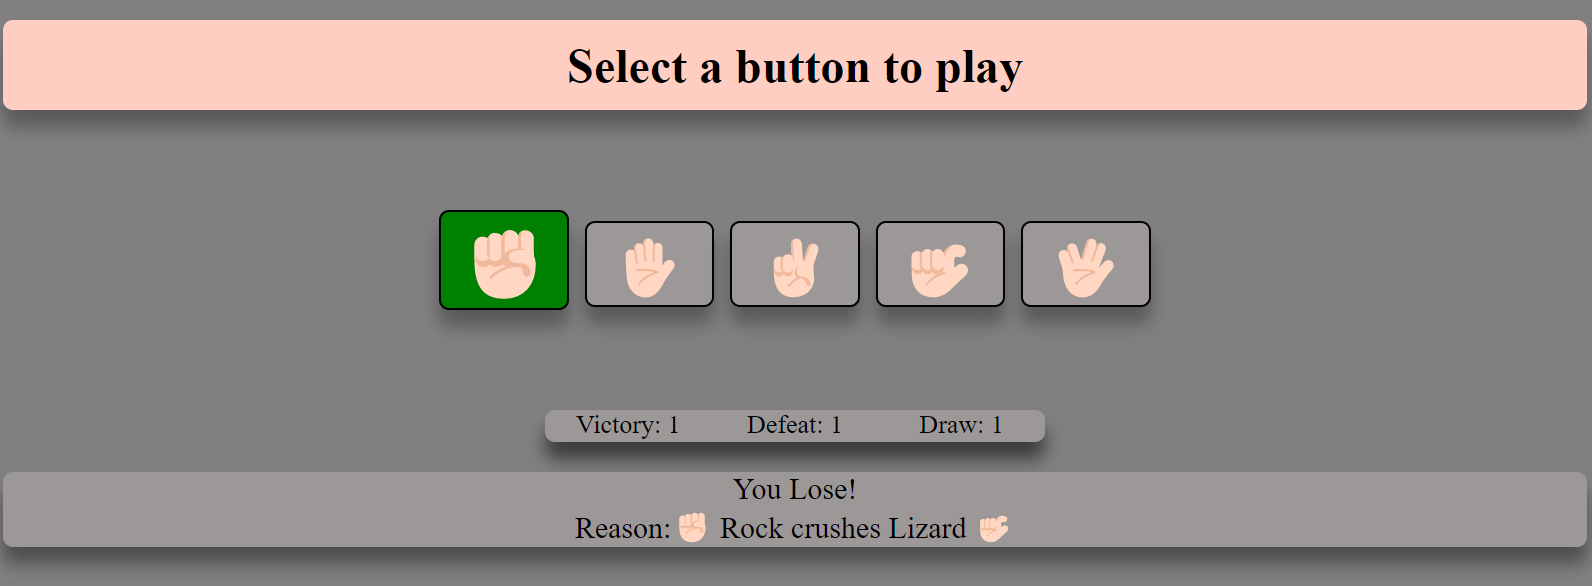 Select a button to play
Victory: 1 Defeat: 1 Draw: 1
You Lose!
Reason: Rock crushes Lizard